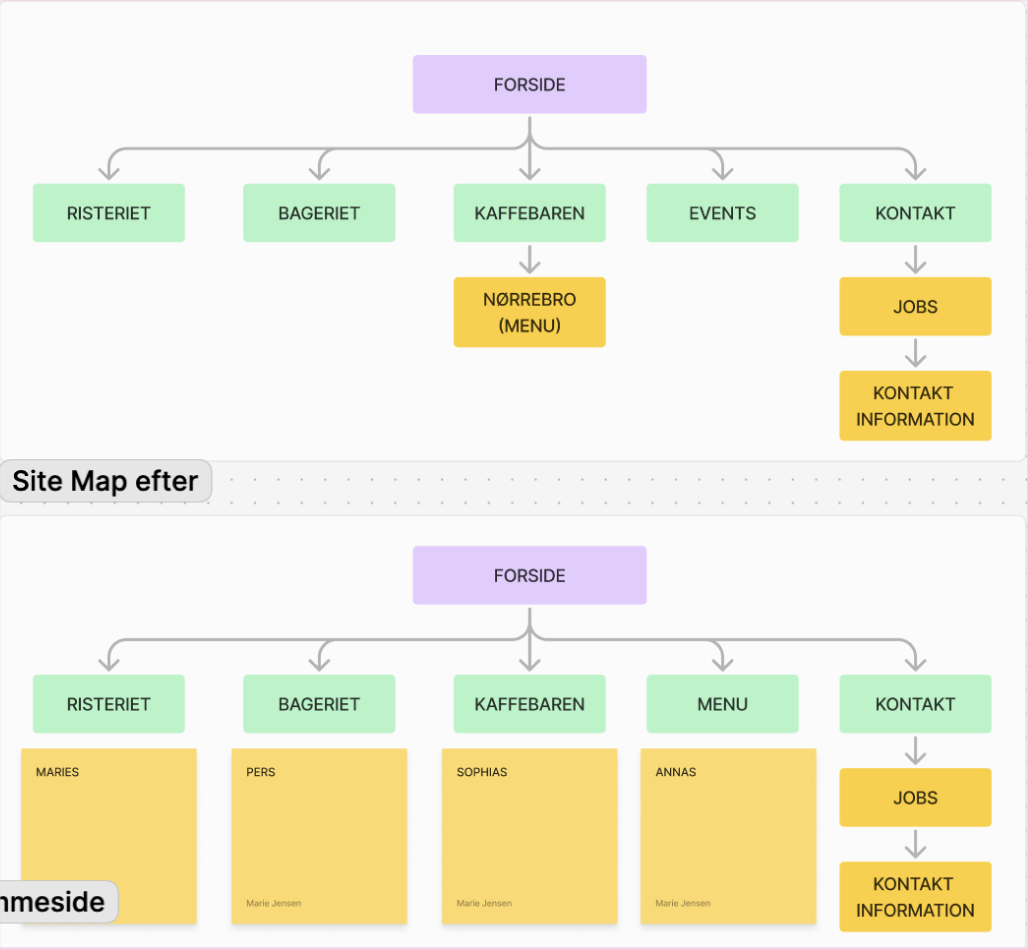 FORSIDE
RISTERIET
BAGERIET
KAFFEBAREN
EVENTS
KONTAKT
NØRREBRO
(MENU)
JOBS
KONTAKT
INFORMATION
Site Map efter
FORSIDE
RISTERIET
BAGERIET
KAFFEBAREN
MENU
KONTAKT
MARIES
PERS
SOPHIAS
ANNAS
JOBS
Marie Jensen
Marie Jensen
Marie Jensen
KONTAKT
INFORMATION